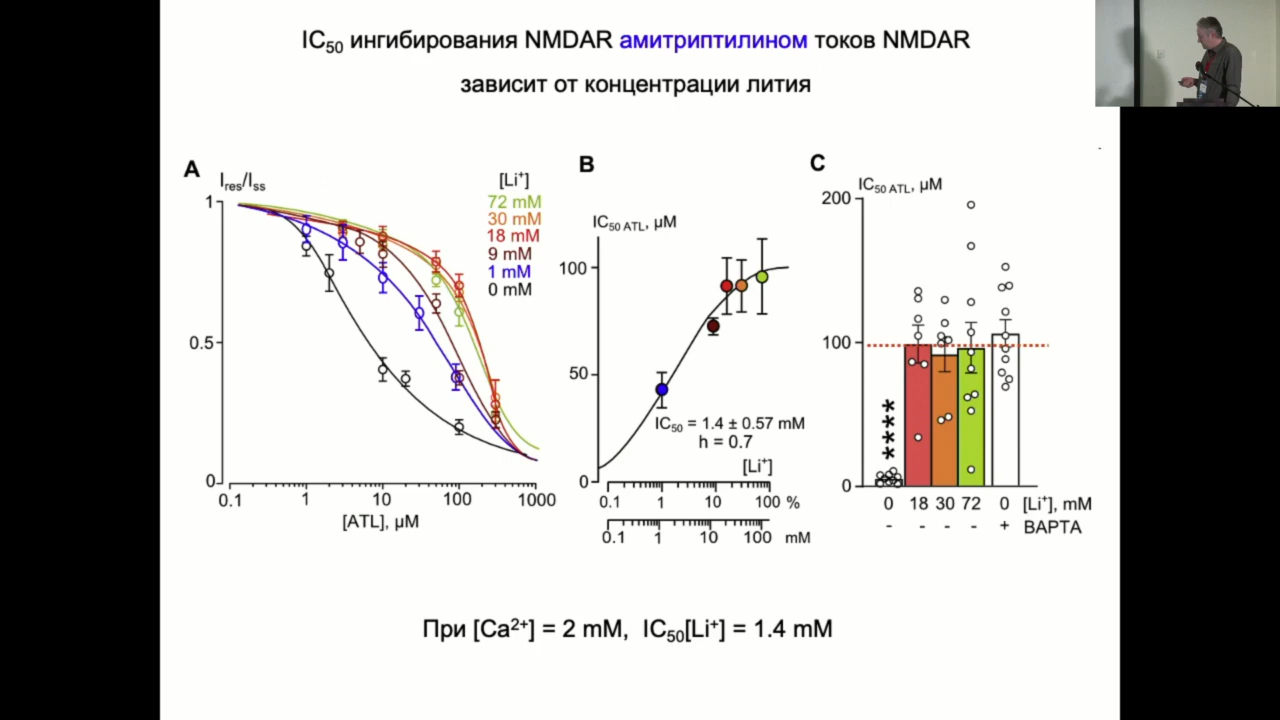 IC50 ингибирования NMDAR амитриптилином токов NMDAR
зависит от концентрации лития
A
Ires/Iss
[Li+]
72 mM
30 mM
18 mM
9 mM
1 mM
0 mM
1
0.5
0
0.1 1 10 100 1000
[ATL], µM
B
IC50 ATL, µM
100
50
0
IC50 = 1.4 ± 0.57 mM
h = 0.7
[Li+]
0.1 1 10 100 %
0.1 1 10 100 mM
C
IC50 ATL, µM
200
100
0
****
0 18 30 72 0 [Li+], mM
- - - - + BAPTA
При [Ca2+] = 2 mM, IC50[Li+] = 1.4 mM